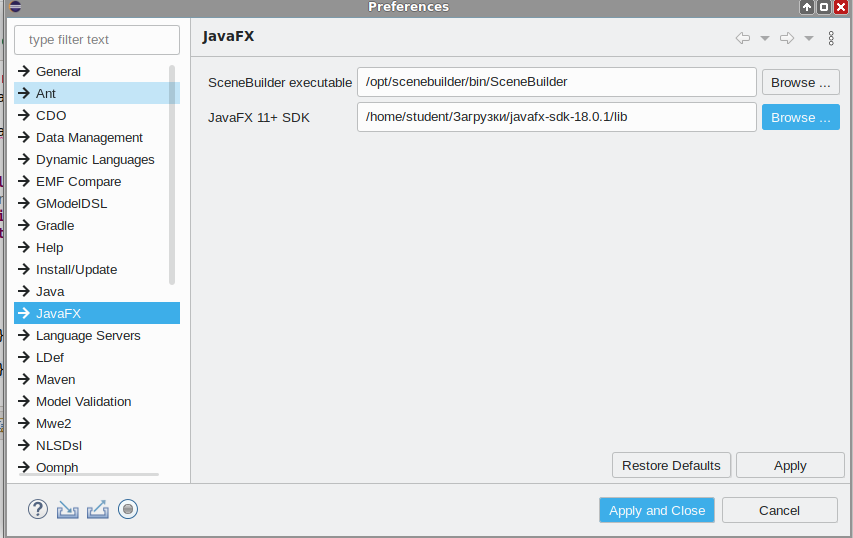 Preferences
type filter text
JavaFX
General
Ant
CDO
Data Management
Dynamic Languages
EMF Compare
GModelDSL
Gradle
Help
Install/Update
Java
JavaFX
Language Servers
LDef
Maven
Model Validation
Mwe2
NLSDsl
Oomph
SceneBuilder executable /opt/scenebuilder/bin/SceneBuilder Browse ...
JavaFX 11+ SDK /home/student/Загрузки/javafx-sdk-18.0.1/lib Browse ...
Restore Defaults Apply
Apply and Close Cancel